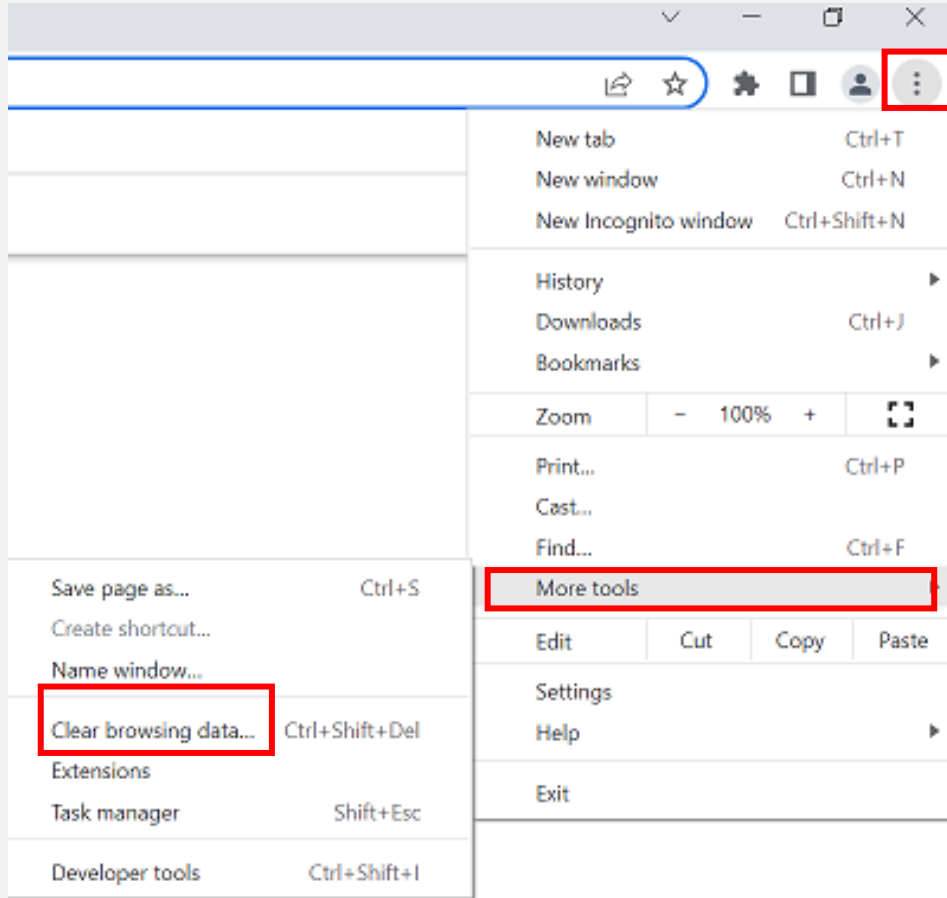 New tab Ctrl+T
New window Ctrl+N
New Incognito window Ctrl+Shift+N
History
Downloads Ctrl+J
Bookmarks
Zoom - 100% +
Print... Ctrl+P
Cast...
Find... Ctrl+F
More tools
Edit Cut Copy Paste
Settings
Help
Exit
Save page as... Ctrl+S
Create shortcut...
Name window...
Clear browsing data... Ctrl+Shift+Del
Extensions
Task manager Shift+Esc
Developer tools Ctrl+Shift+I